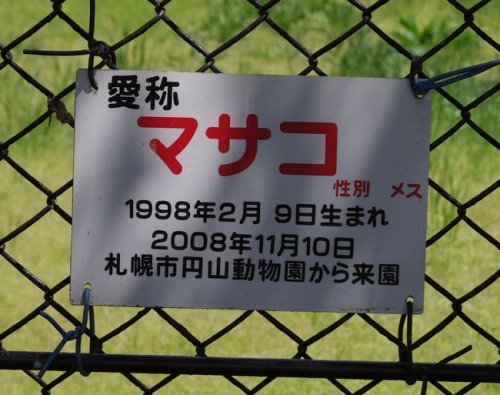 愛称
マサコ
性別 メス
1998年2月 9日生まれ
2008年11月10日
札幌市円山動物園から来園